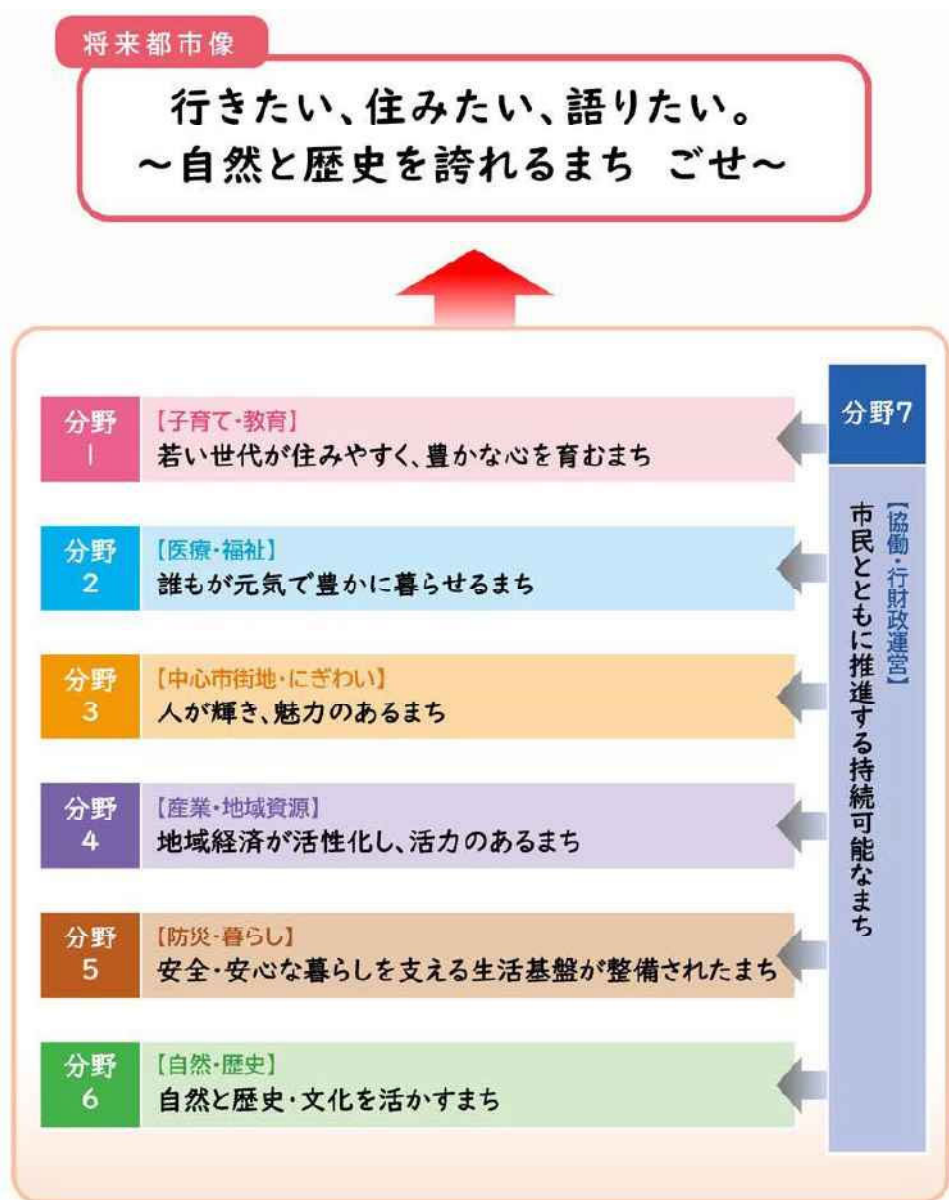 将来都市像
行きたい、住みたい、語りたい。
～自然と歴史を誇れるまち ごせ～
分野
1
【子育て・教育】
若い世代が住みやすく、豊かな心を育むまち
分野
2
【医療・福祉】
誰もが元気で豊かに暮らせるまち
分野
3
【中心市街地・にぎわい】
人が輝き、魅力のあるまち
分野
4
【産業・地域資源】
地域経済が活性化し、活力のあるまち
分野
5
【防災・暮らし】
安全・安心な暮らしを支える生活基盤が整備されたまち
分野
6
【自然・歴史】
自然と歴史・文化を活かすまち
分野7
【協働・行財政運営】
市民とともに推進する持続可能なまち